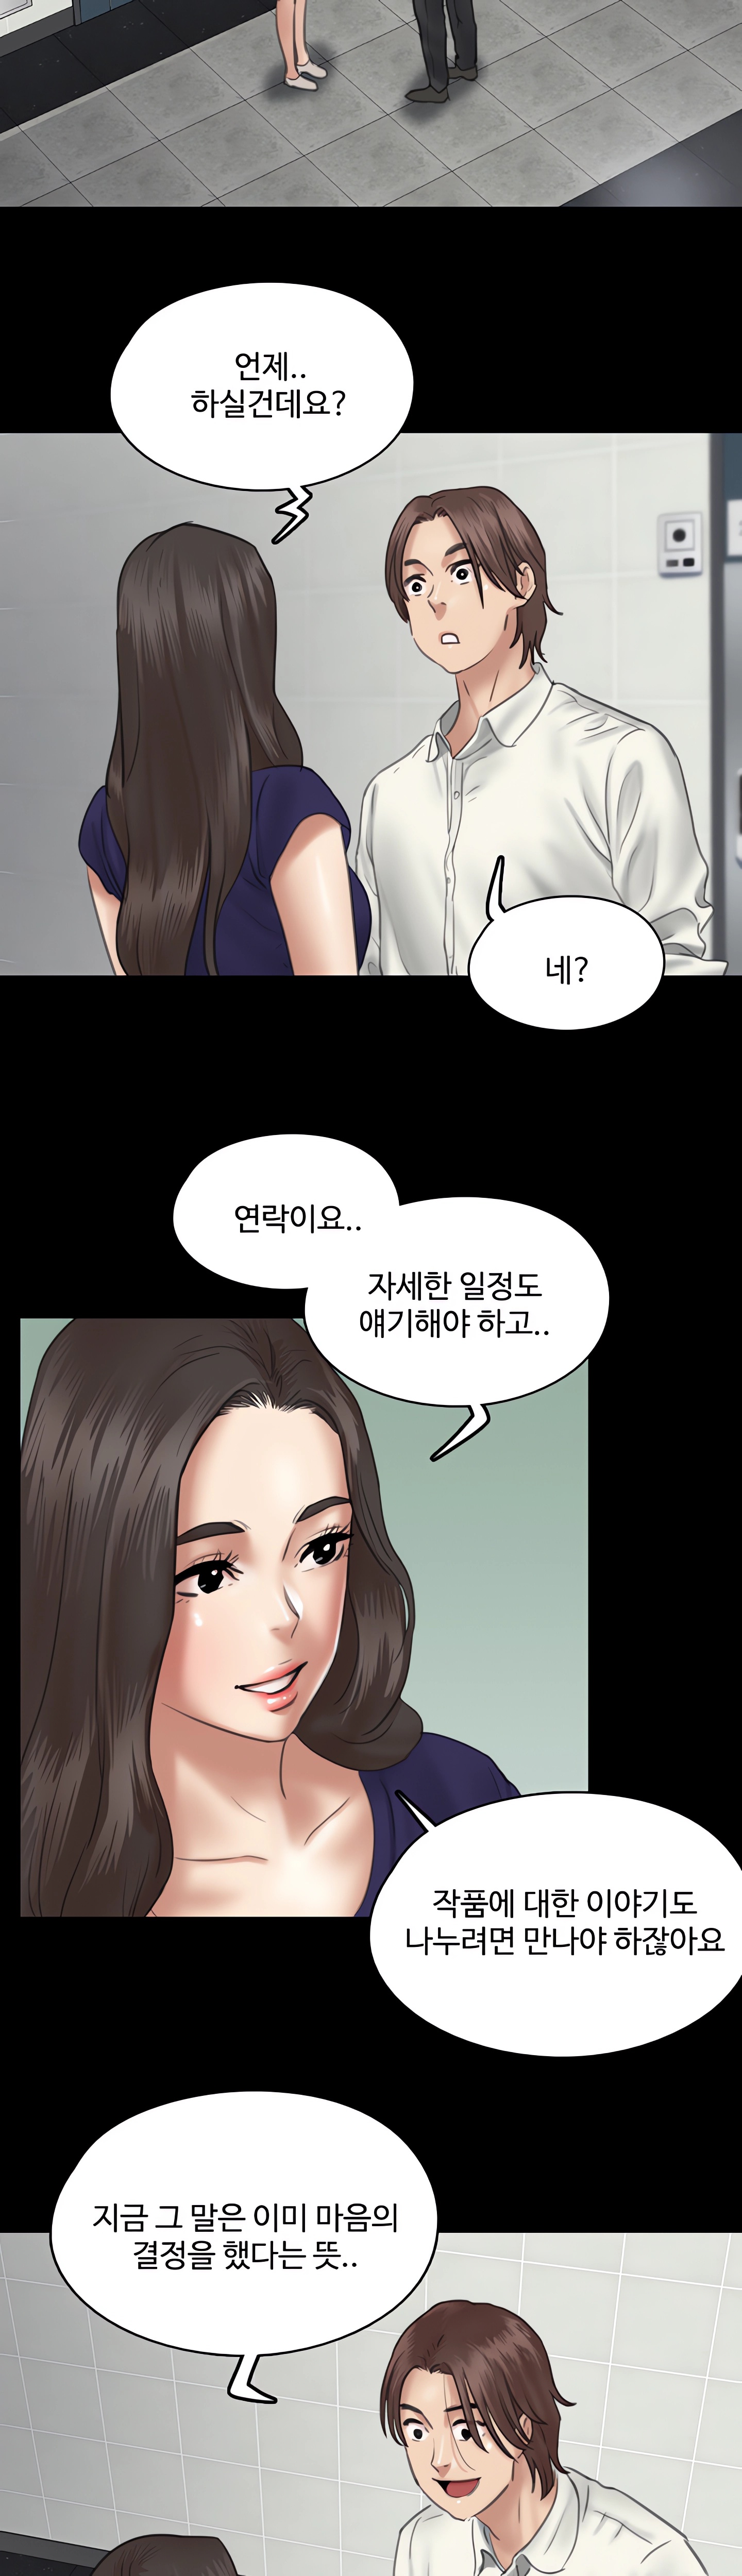 언제..
하실건데요?
네?
연락이요..
자세한 일정도
얘기해야 하고..
작품에 대한 이야기도
나누려면 만나야 하잖아요
지금 그 말은 이미 마음의
결정을 했다는 뜻..